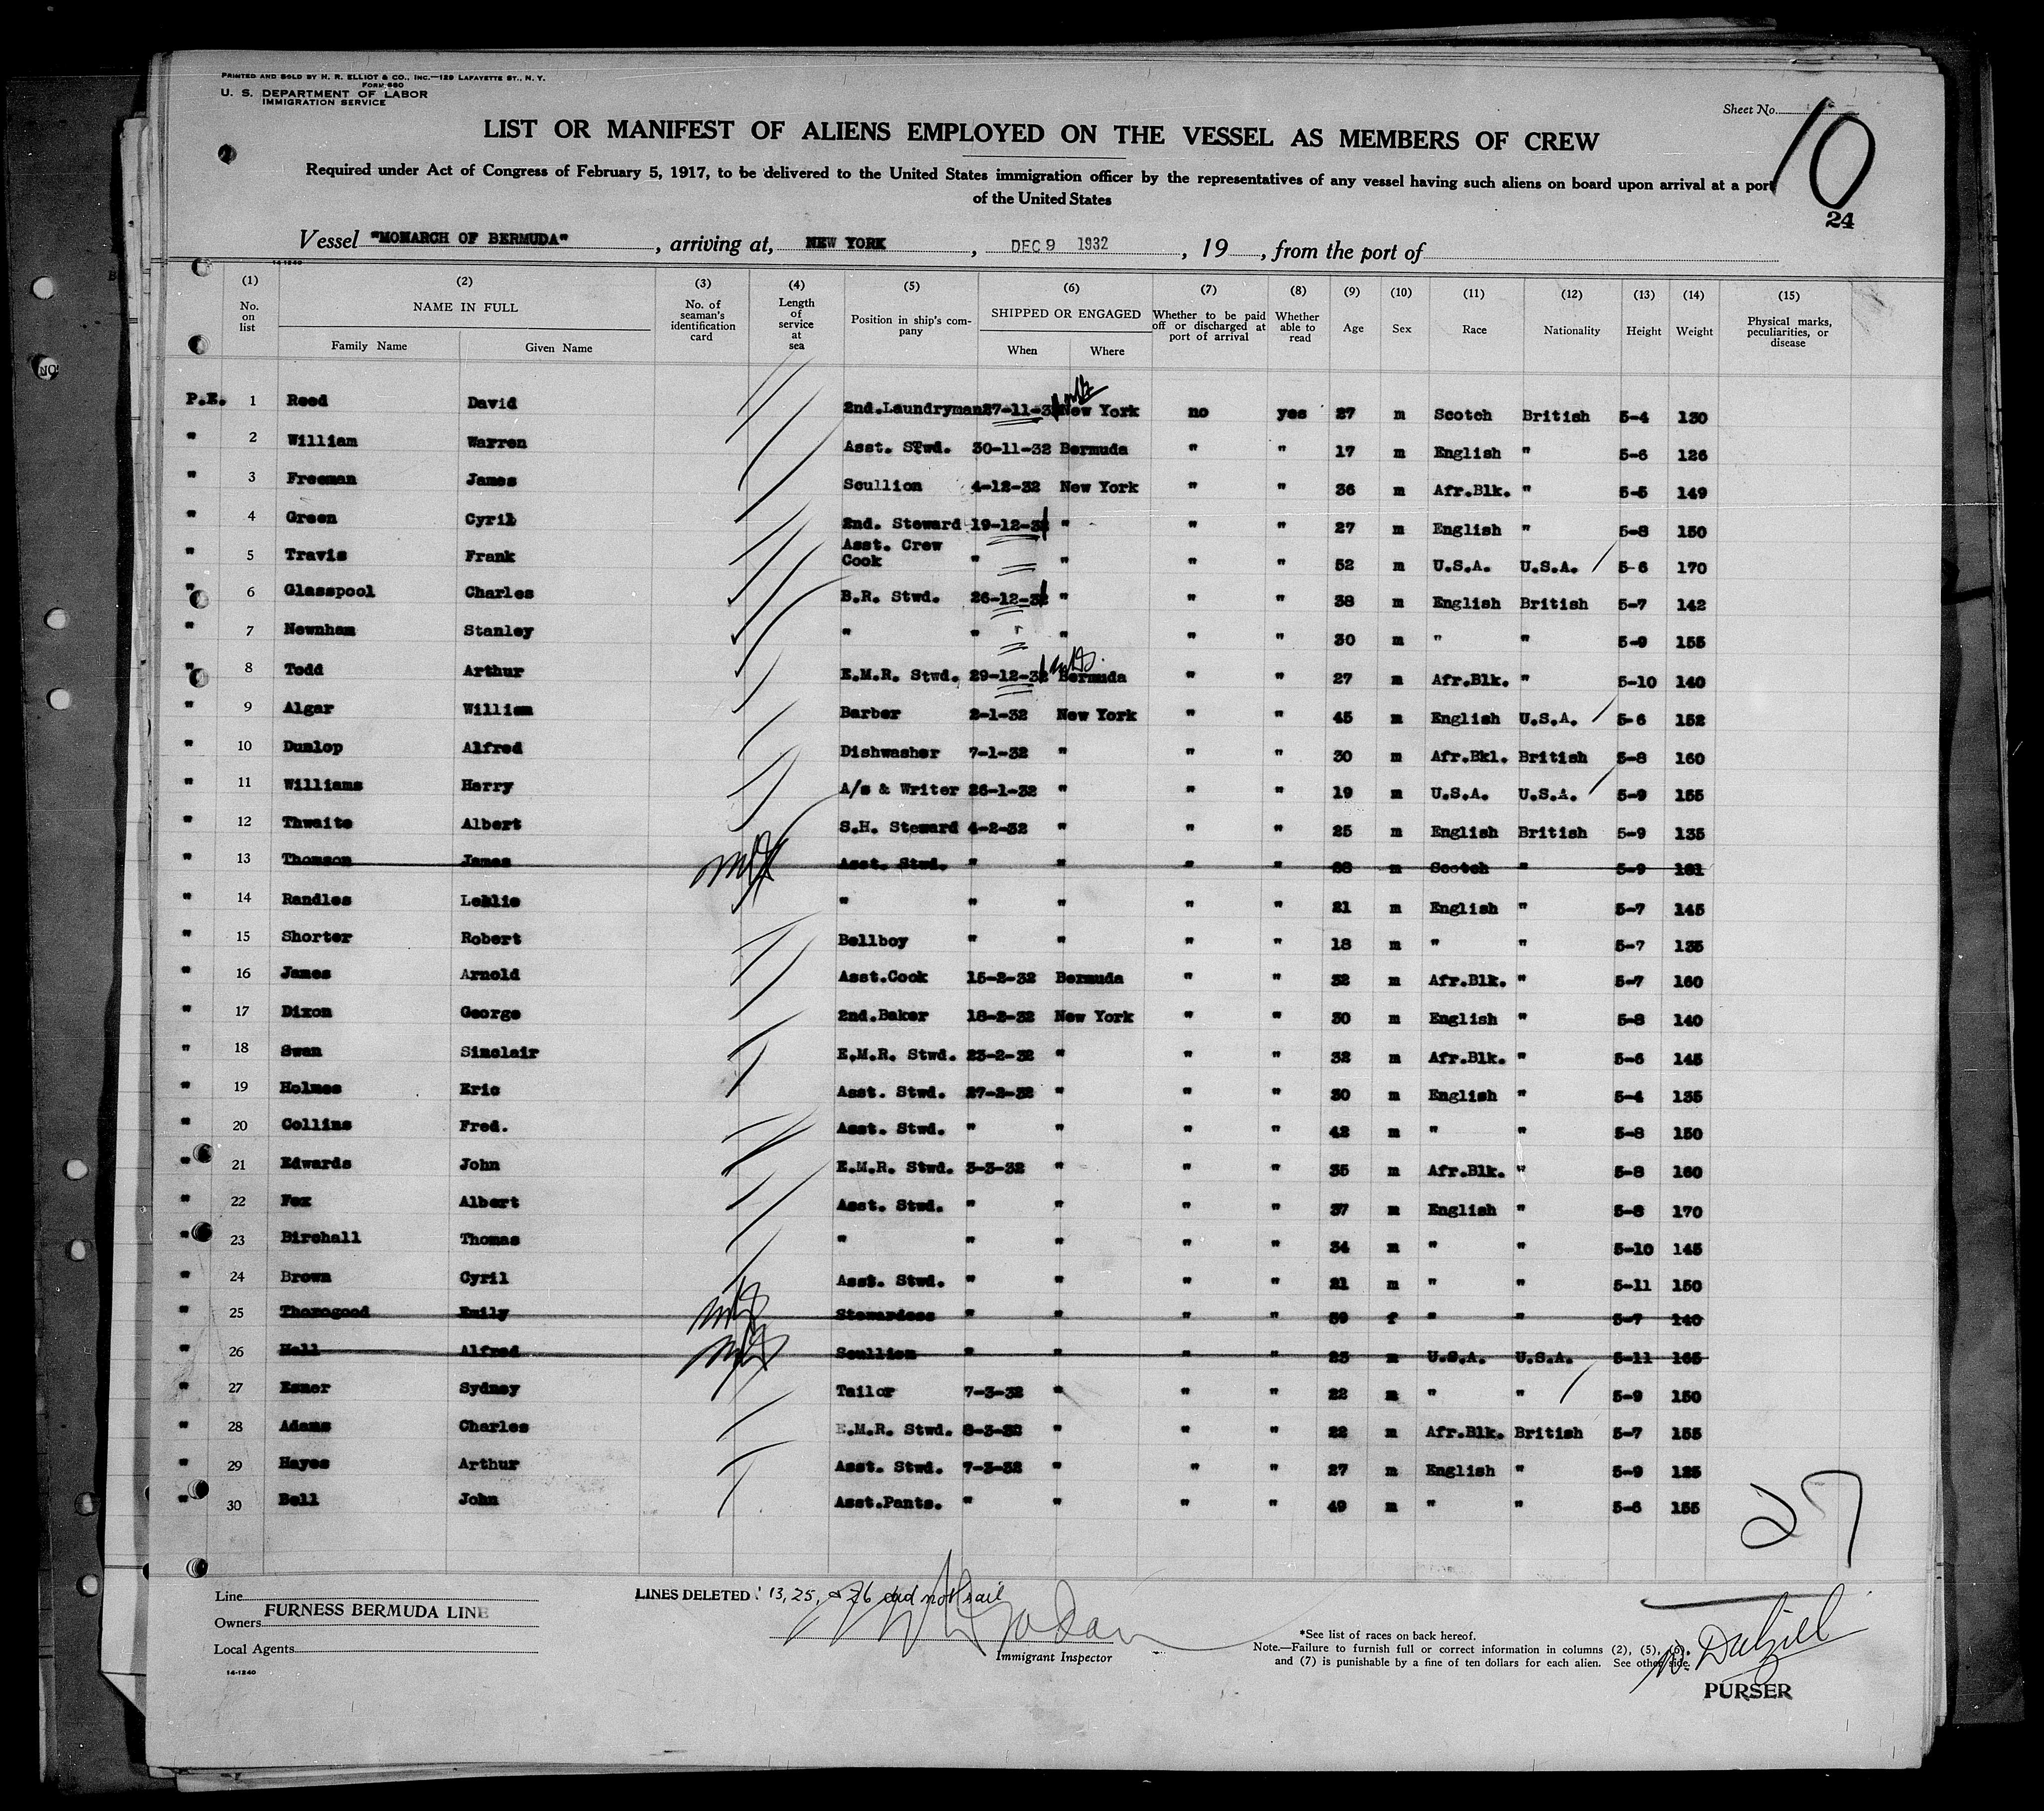 PRINTED AND SOLD BY H. R. ELLIOT & CO., INC.—129 LAFAYETTE ST., N. Y.
FORM 680
U. S. DEPARTMENT OF LABOR
IMMIGRATION SERVICE
Sheet No.
10
LIST OR MANIFEST OF ALIENS EMPLOYED ON THE VESSEL AS MEMBERS OF CREW
Required under Act of Congress of February 5, 1917, to be delivered to the United States immigration officer by the representatives of any vessel having such aliens on board upon arrival at a port
of the United States
24
Vessel "MONARCH OF BERMUDA", arriving at, NEW YORK, DEC 9 1932, 19, from the port of
14-1240
(1) No. on list (2) NAME IN FULL Family Name Given Name (3) No. of seaman's identification card (4) Length of service at sea (5) Position in ship's company (6) SHIPPED OR ENGAGED When Where (7) Whether to be paid off or discharged at port of arrival (8) Whether able to read (9) Age (10) Sex (11) Race (12) Nationality (13) Height (14) Weight (15) Physical marks, peculiarities, or disease
P.E. 1 Reed David 2nd.Laundryman 27-11-31 New York no yes 27 m Scotch British 5-4 130
" 2 William Warren Asst. Stwd. 30-11-32 Bermuda " " 17 m English " 5-6 126
" 3 Freeman James Scullion 4-12-32 New York " " 36 m Afr.Blk. " 5-5 149
" 4 Green Cyril 2nd. Steward 19-12-31 " " " 27 m English " 5-8 150
" 5 Travis Frank Asst. Crew Cook " " " " 52 m U.S.A. U.S.A. 5-6 170
" 6 Glasspool Charles B.R. Stwd. 26-12-31 " " " 38 m English British 5-7 142
" 7 Newnham Stanley " " " " " 30 m " " 5-9 155
" 8 Todd Arthur E.M.R. Stwd. 29-12-31 Bermuda " " 27 m Afr.Blk. " 5-10 140
" 9 Algar William Barber 2-1-32 New York " " 45 m English U.S.A. 5-6 152
" 10 Dunlop Alfred Dishwasher 7-1-32 " " " 30 m Afr.Bkl. British 5-8 160
" 11 Williams Harry A/s & Writer 26-1-32 " " " 19 m U.S.A. U.S.A. 5-9 155
" 12 Thwaite Albert S.H. Steward 4-2-32 " " " 25 m English British 5-9 135
" 13 Thomson James Asst. Stwd. " " " " 28 m Scotch " 5-9 161
" 14 Randles Leslie " " " " " 21 m English " 5-7 145
" 15 Shorter Robert Bellboy " " " " 18 m " " 5-7 135
" 16 James Arnold Asst.Cook 15-2-32 Bermuda " " 32 m Afr.Blk. " 5-7 160
" 17 Dixon George 2nd.Baker 18-2-32 New York " " 30 m English " 5-8 140
" 18 Swan Sinclair E.M.R. Stwd. 23-2-32 " " " 32 m Afr.Blk. " 5-6 145
" 19 Holmes Eric Asst. Stwd. 27-2-32 " " " 30 m English " 5-4 135
" 20 Collins Fred. Asst. Stwd. " " " " 42 m " " 5-8 150
" 21 Edwards John E.M.R. Stwd. 3-3-32 " " " 35 m Afr.Blk. " 5-8 160
" 22 Fox Albert Asst. Stwd. " " " " 37 m English " 5-8 170
" 23 Birchall Thomas " " " " " 34 m " " 5-10 145
" 24 Brown Cyril Asst. Stwd. " " " " 21 m " " 5-11 150
" 25 Thorogood Emily Stewardess " " " " 39 f " " 5-7 140
" 26 Hall Alfred Scullion " " " " 23 m U.S.A. U.S.A. 5-11 165
" 27 Esner Sydney Tailor 7-3-32 " " " 22 m " " 5-9 150
" 28 Adams Charles E.M.R. Stwd. 8-3-32 " " " 22 m Afr.Blk. British 5-7 155
" 29 Hayes Arthur Asst. Stwd. 7-3-32 " " " 27 m English " 5-9 125
" 30 Bell John Asst.Pants. " " " " 49 m " " 5-6 155
27
Line
Owners FURNESS BERMUDA LINE
Local Agents
14-1240
LINES DELETED: 13, 25, & 26 did not sail
Immigrant Inspector
*See list of races on back hereof.
Note.—Failure to furnish full or correct information in columns (2), (5), (6),
and (7) is punishable by a fine of ten dollars for each alien. See other side.
Dalziel
PURSER